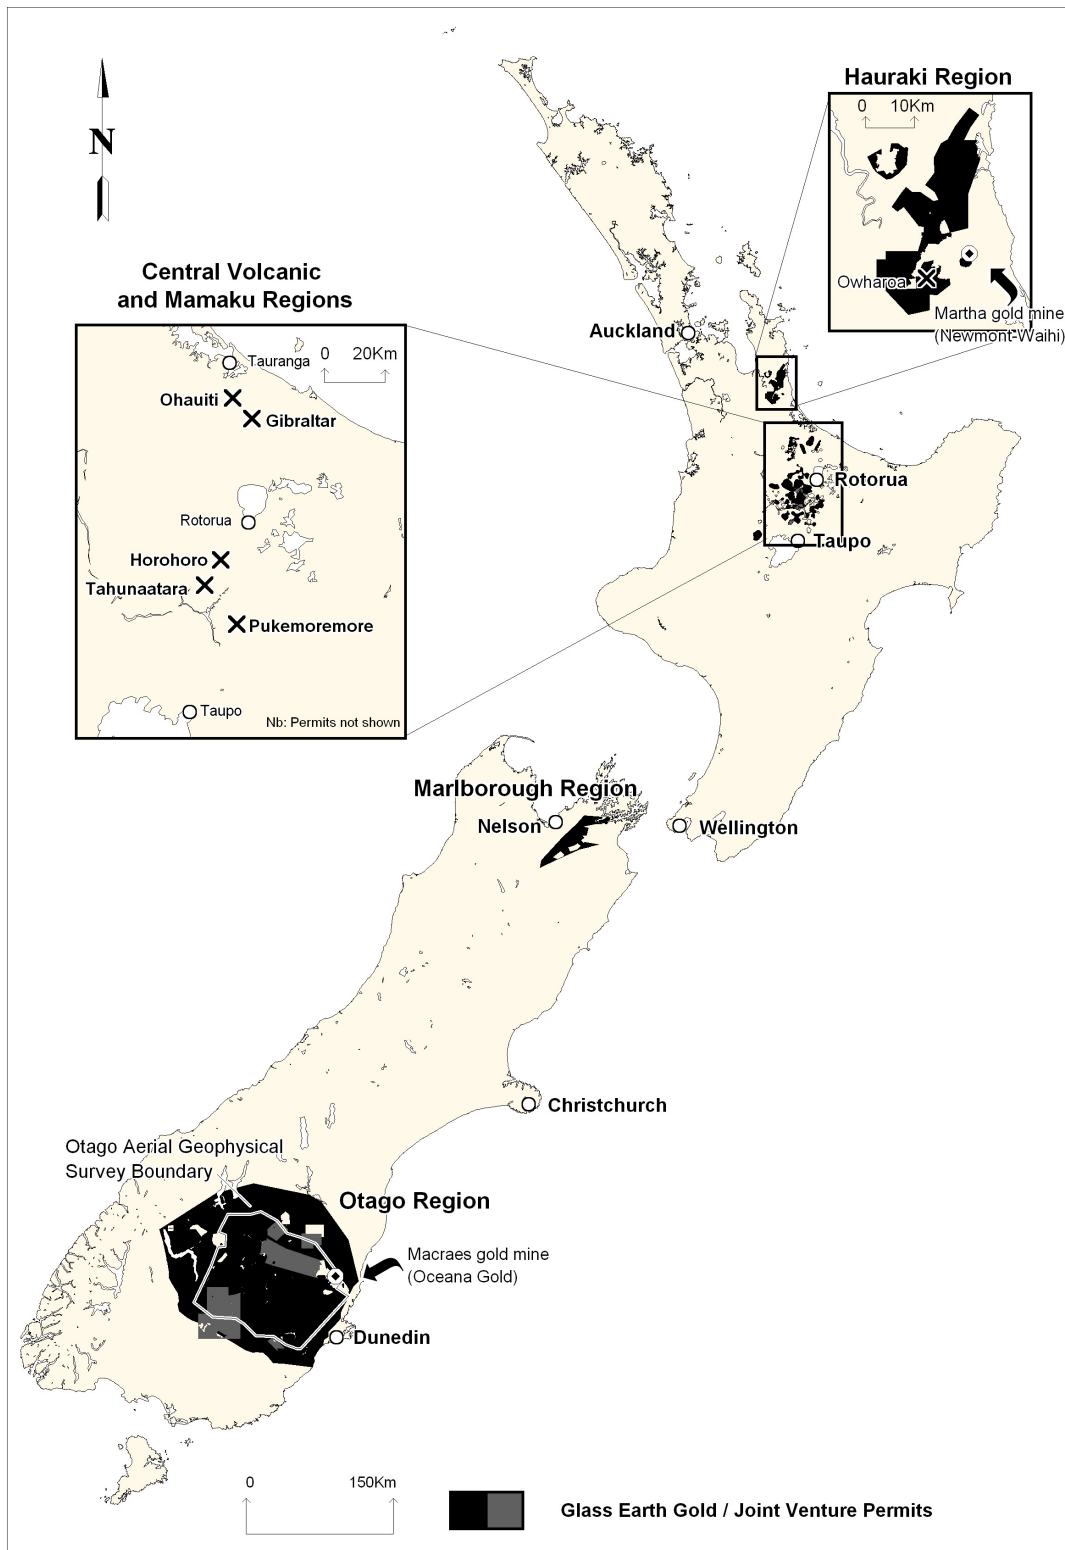 Hauraki Region
0 10Km
N
Owharoa
Martha gold mine
(Newmont-Waihi)
Central Volcanic
and Mamaku Regions
0 20Km
Tauranga
Ohauiti
Gibraltar
Rotorua
Horohoro
Tahunaatara
Pukemoremore
Taupo
Nb: Permits not shown
Auckland
Rotorua
Taupo
Marlborough Region
Nelson
Wellington
Christchurch
Otago Aerial Geophysical
Survey Boundary
Otago Region
Macraes gold mine
(Oceana Gold)
Dunedin
0 150Km
Glass Earth Gold / Joint Venture Permits